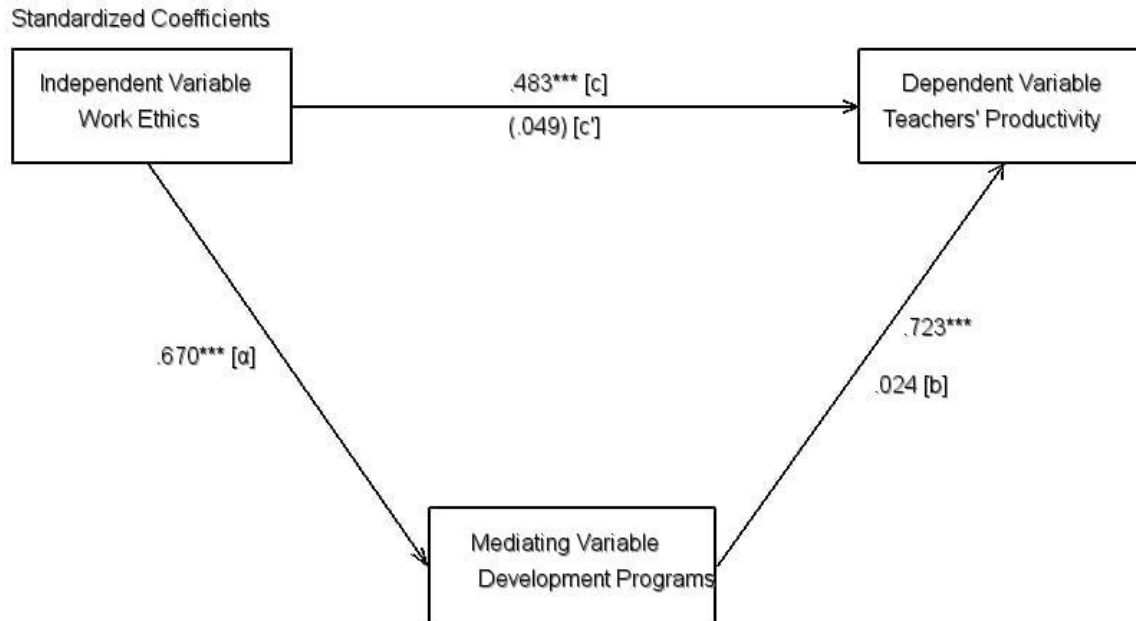 Standardized Coefficients
Independent Variable
Work Ethics
.483*** [c]
(.049) [c']
Dependent Variable
Teachers' Productivity
.670*** [α]
.723***
.024 [b]
Mediating Variable
Development Programs